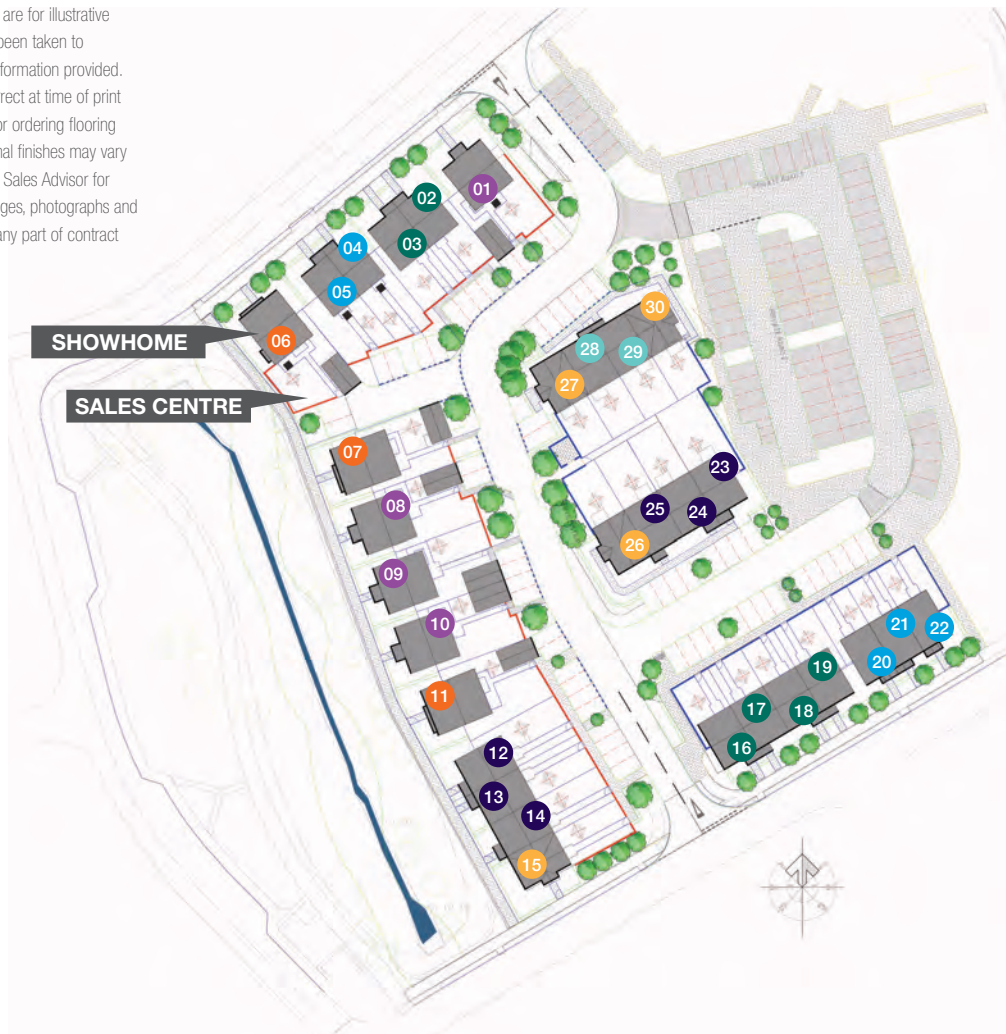 are for illustrative
been taken to
formation provided.
rrect at time of print
or ordering flooring
nal finishes may vary
Sales Advisor for
ges, photographs and
any part of contract
01
02
03
04
05
06
SHOWHOME
SALES CENTRE
07
08
09
10
11
12
13
14
15
30
28
29
27
23
25
24
26
21
22
20
19
17
18
16